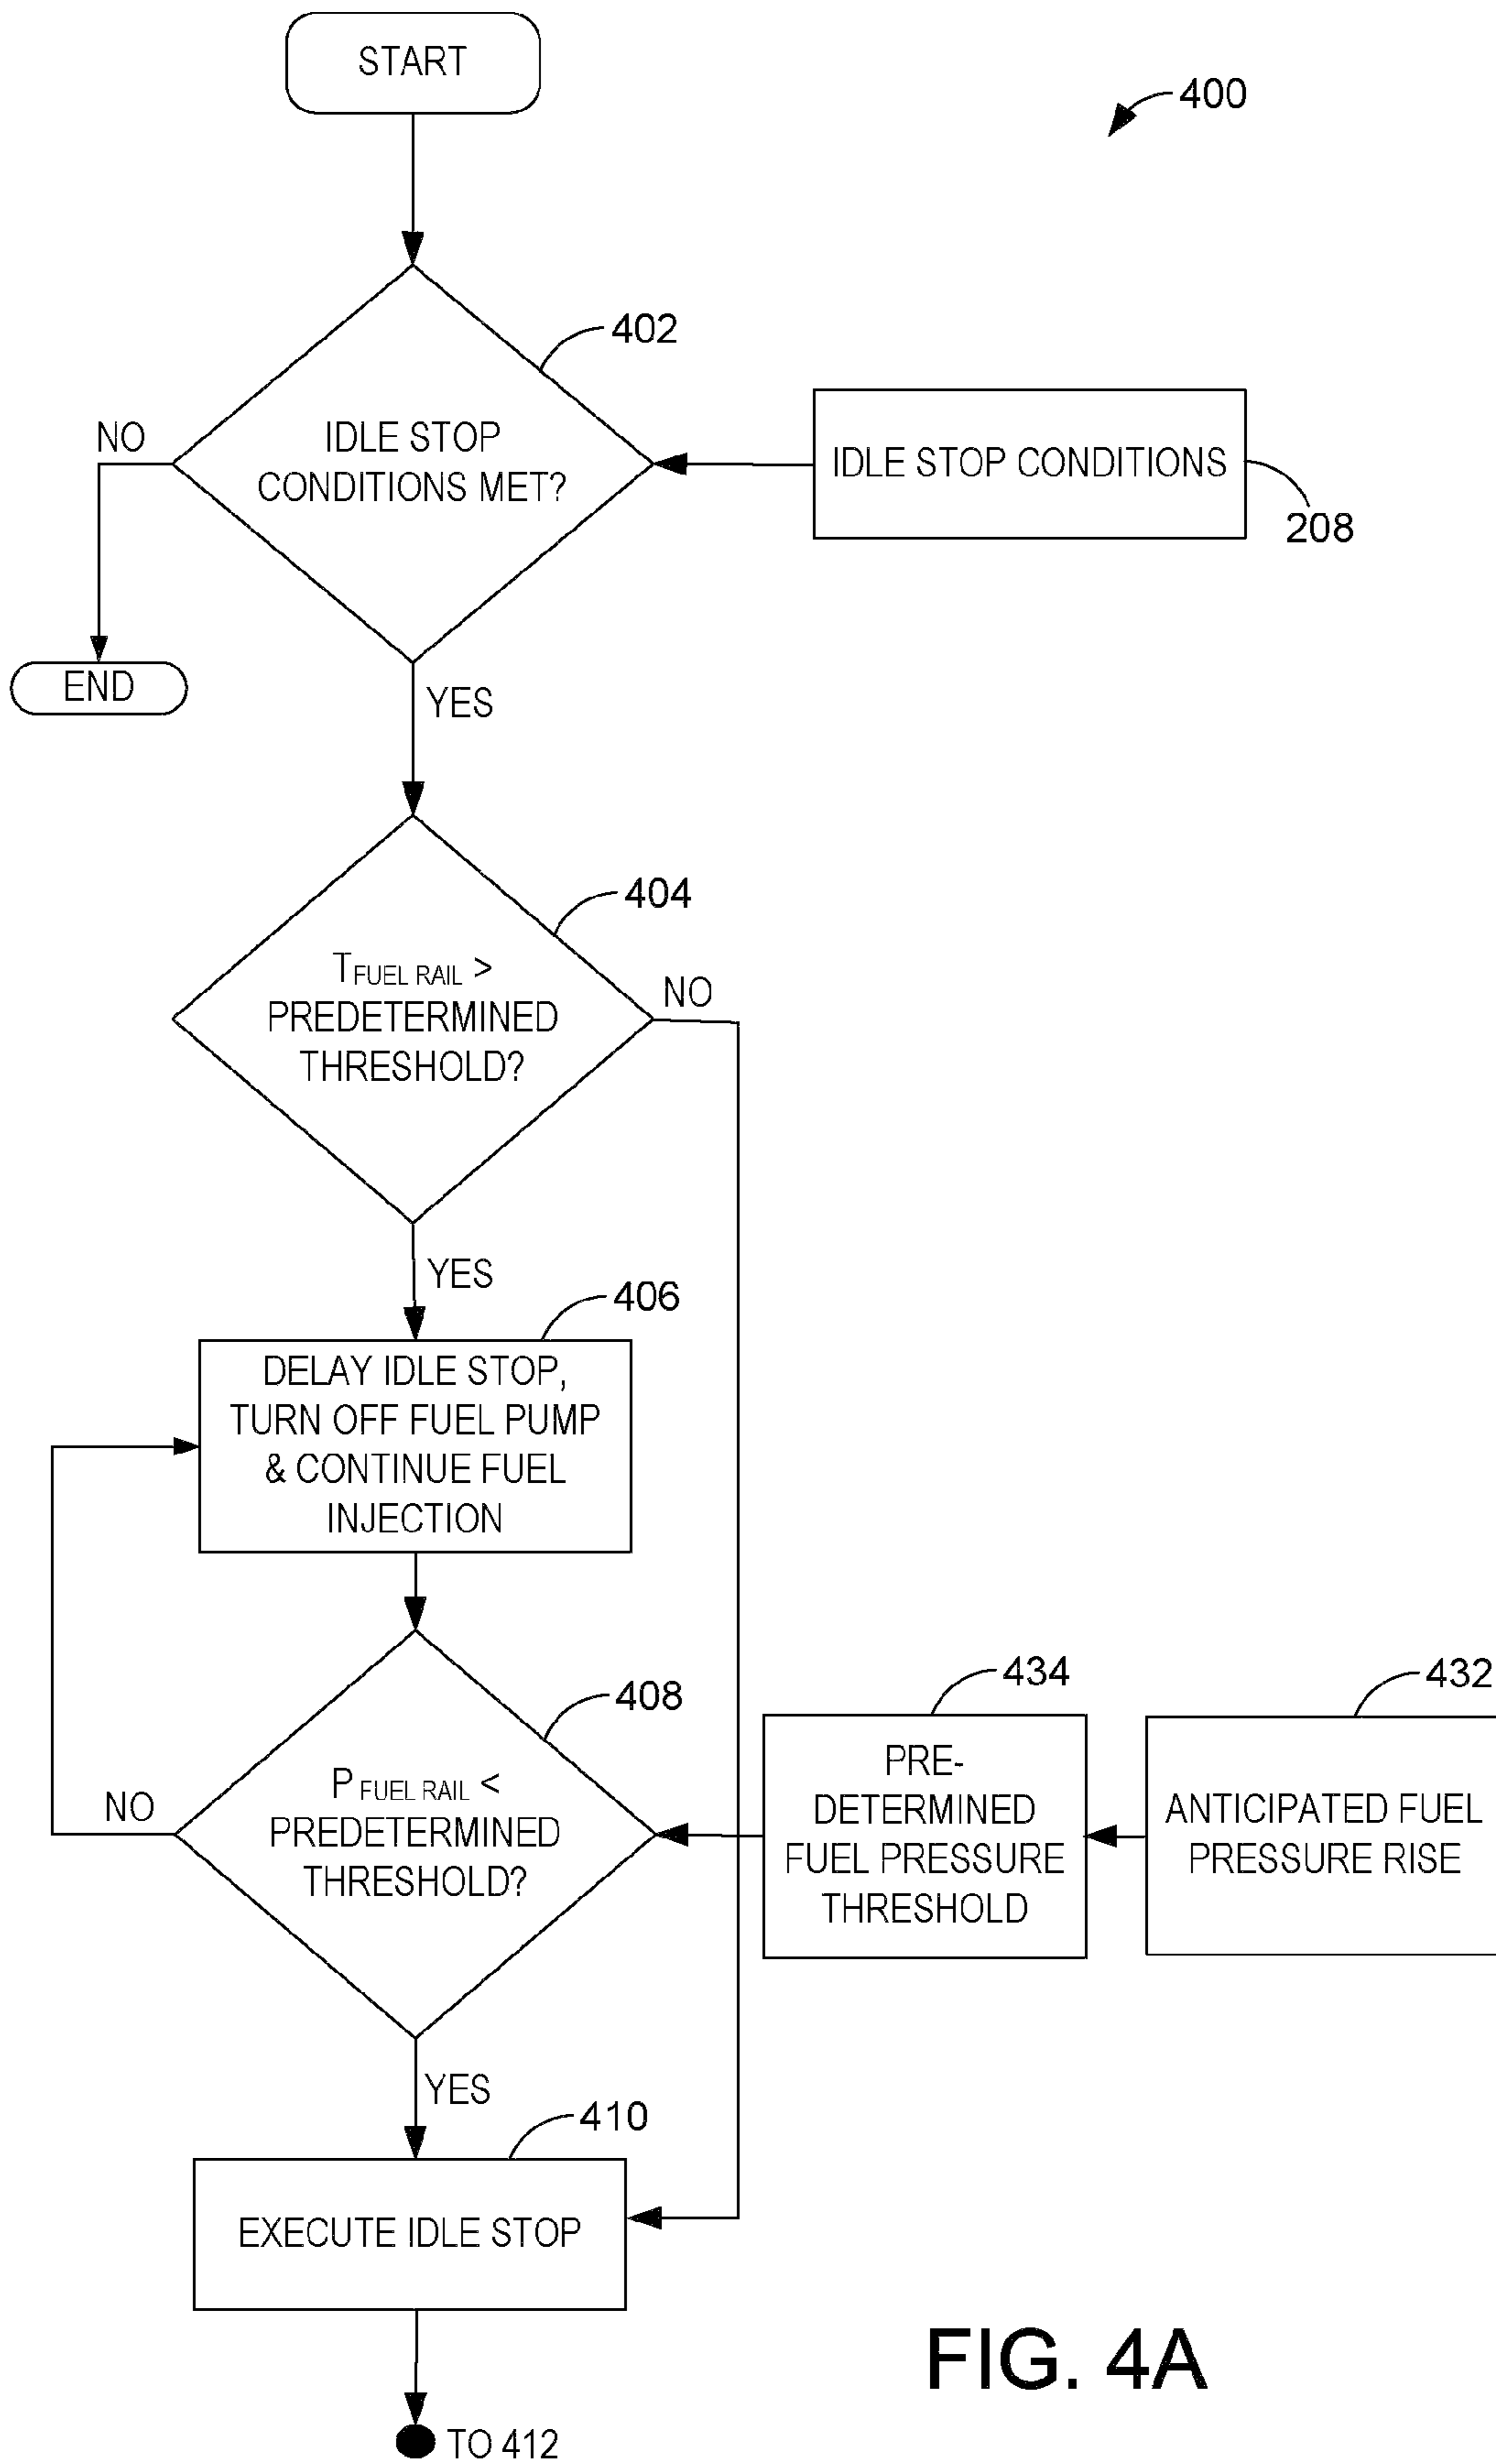 START
400
402
NO
IDLE STOP
CONDITIONS MET?
IDLE STOP CONDITIONS
208
END
YES
404
T FUEL RAIL >
PREDETERMINED
THRESHOLD?
NO
YES
406
DELAY IDLE STOP,
TURN OFF FUEL PUMP
& CONTINUE FUEL
INJECTION
408
P FUEL RAIL <
PREDETERMINED
THRESHOLD?
NO
434
PRE-
DETERMINED
FUEL PRESSURE
THRESHOLD
432
ANTICIPATED FUEL
PRESSURE RISE
YES
410
EXECUTE IDLE STOP
TO 412
FIG. 4A